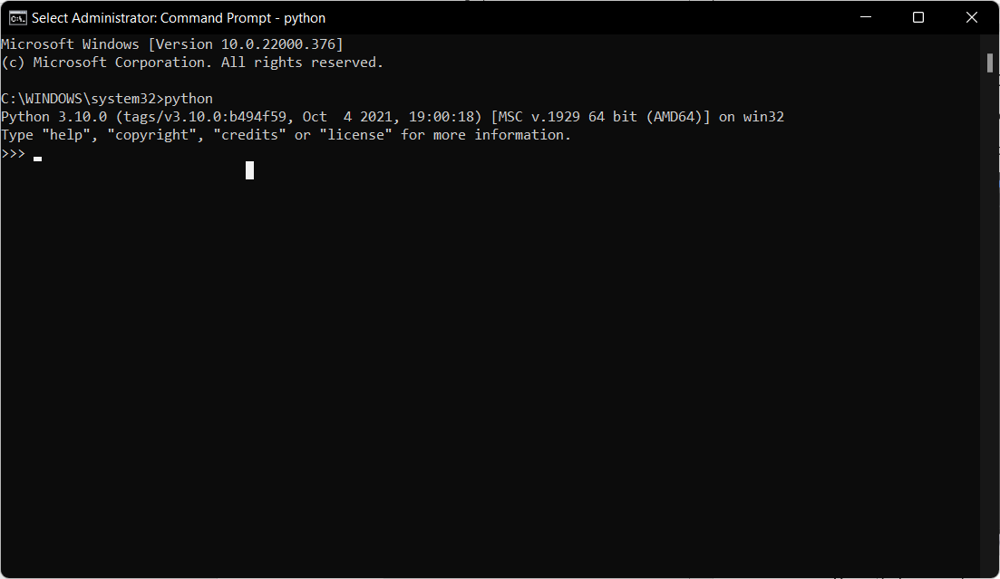 Select Administrator: Command Prompt - python
Microsoft Windows [Version 10.0.22000.376]
(c) Microsoft Corporation. All rights reserved.
C:\WINDOWS\system32>python
Python 3.10.0 (tags/v3.10.0:b494f59, Oct  4 2021, 19:00:18) [MSC v.1929 64 bit (AMD64)] on win32
Type "help", "copyright", "credits" or "license" for more information.
>>>